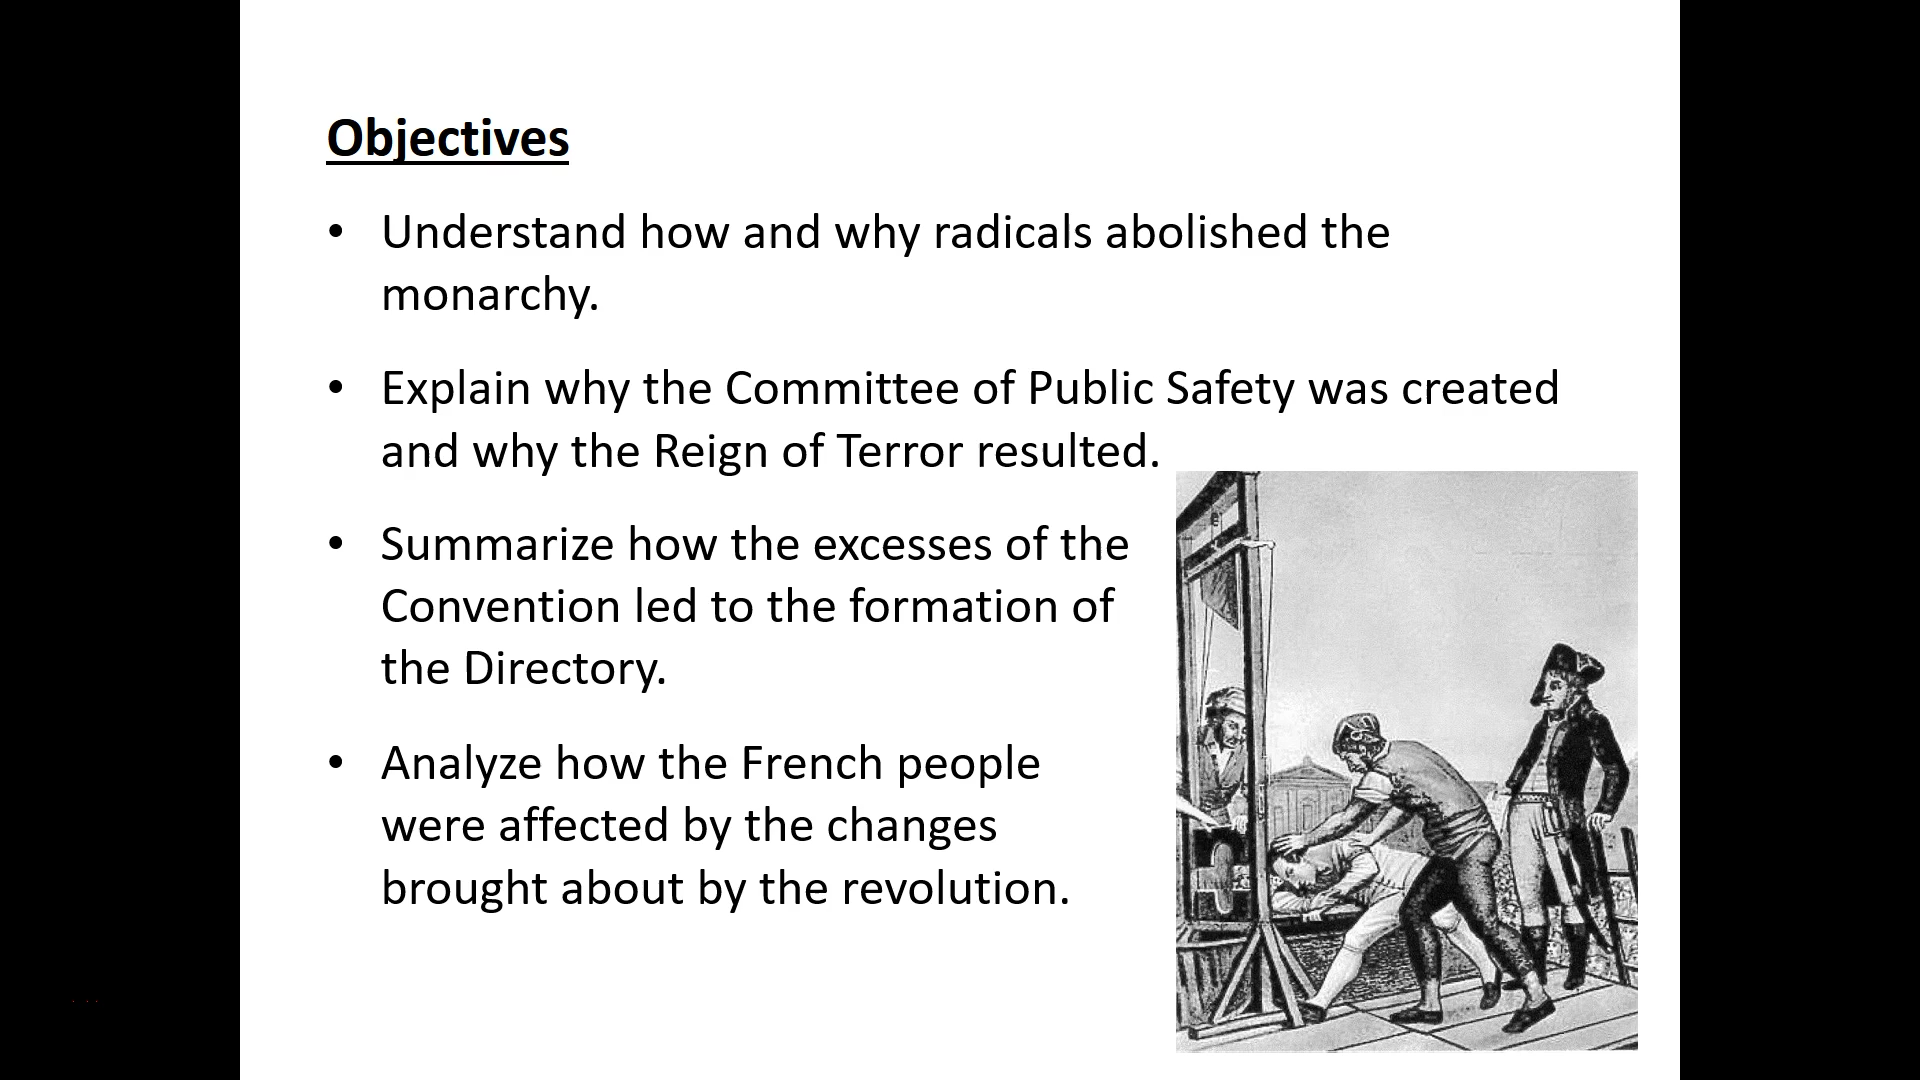 Objectives
• Understand how and why radicals abolished the
monarchy.
• Explain why the Committee of Public Safety was created
and why the Reign of Terror resulted.
• Summarize how the excesses of the
Convention led to the formation of
the Directory.
• Analyze how the French people
were affected by the changes
brought about by the revolution.